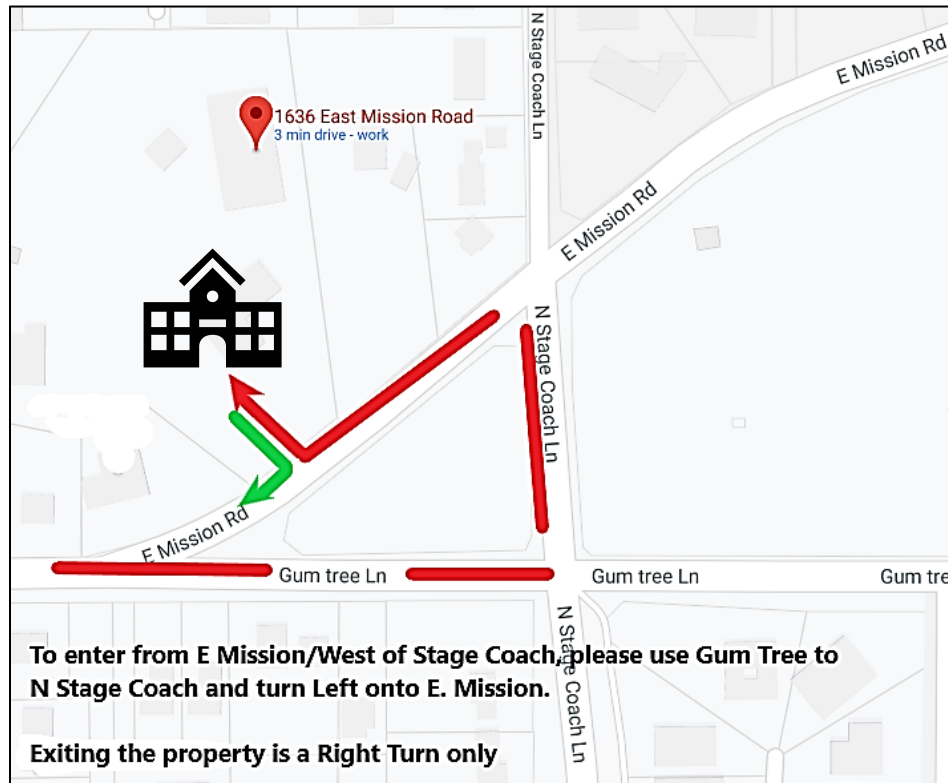 N Stage Coach Ln
E Mission Rd
1636 East Mission Road
3 min drive - work
E Mission Rd
N Stage Coach Ln
E Mission Rd
Gum tree Ln
Gum tree Ln
Gum tre
N Stage Coach Ln
To enter from E Mission/West of Stage Coach, please use Gum Tree to
N Stage Coach and turn Left onto E. Mission.
Exiting the property is a Right Turn only